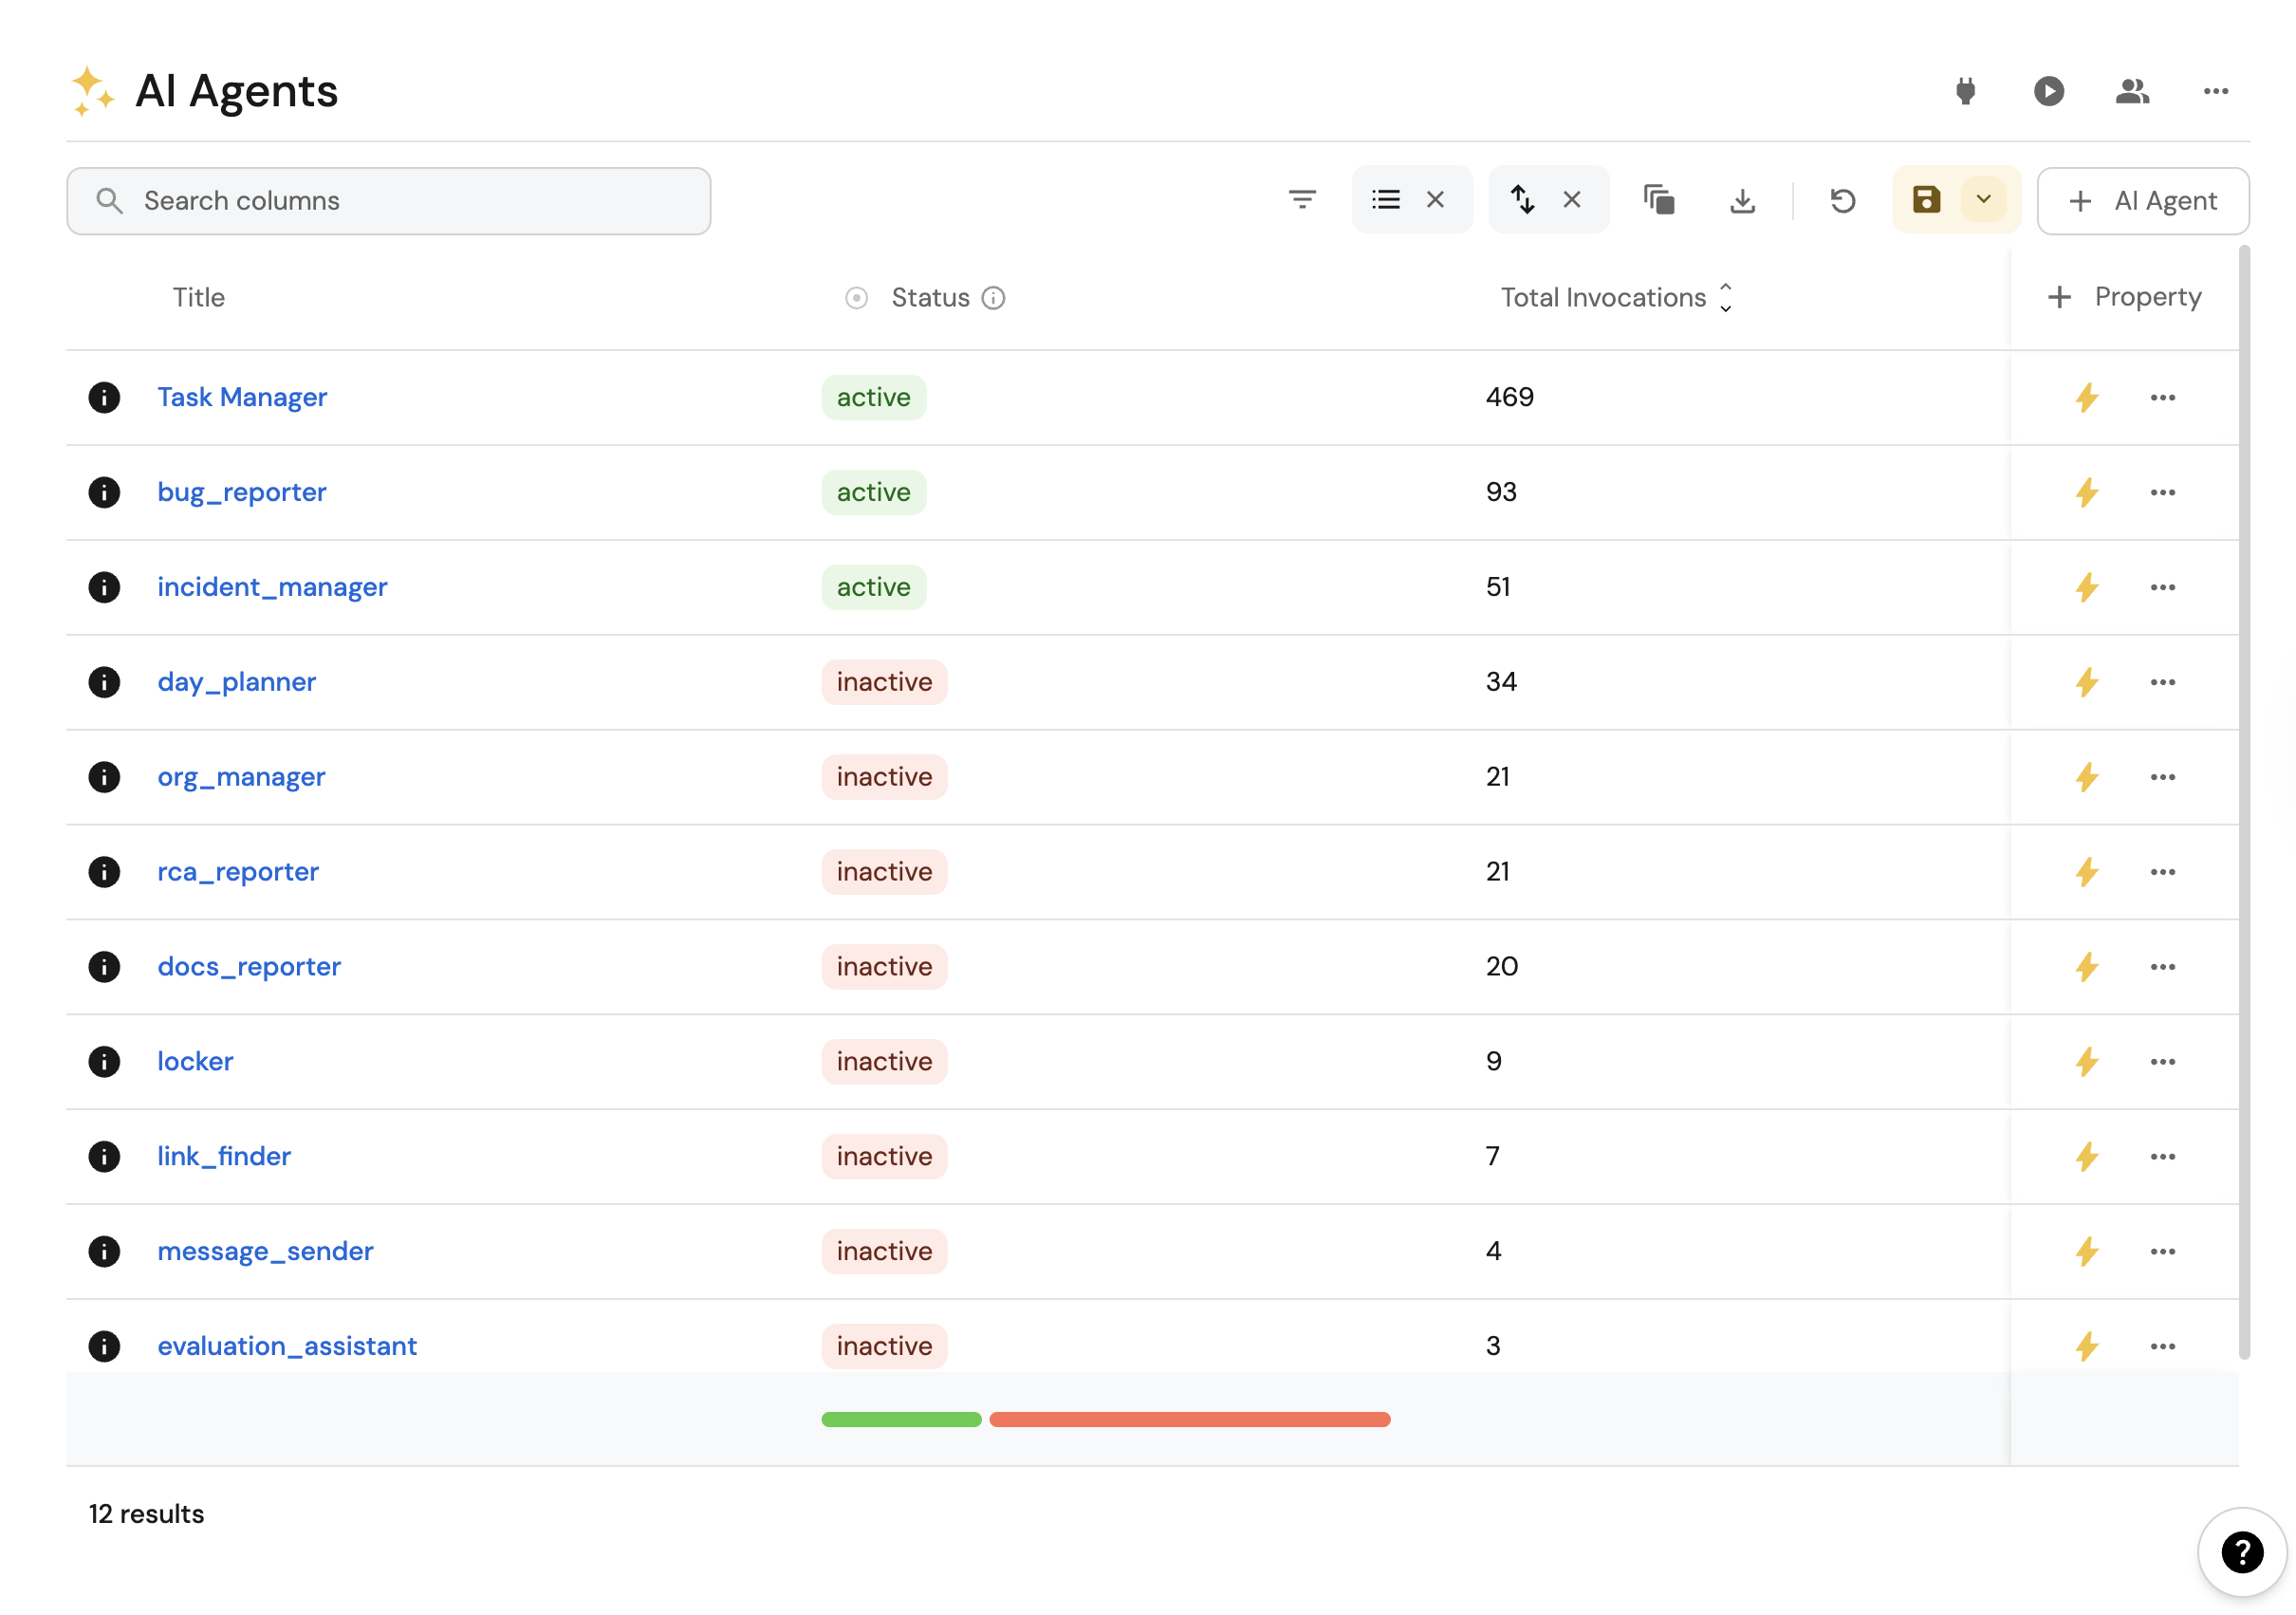 AI Agents
Search columns
AI Agent
Title Status Total Invocations Property
Task Manager active 469
bug_reporter active 93
incident_manager active 51
day_planner inactive 34
org_manager inactive 21
rca_reporter inactive 21
docs_reporter inactive 20
locker inactive 9
link_finder inactive 7
message_sender inactive 4
evaluation_assistant inactive 3
12 results